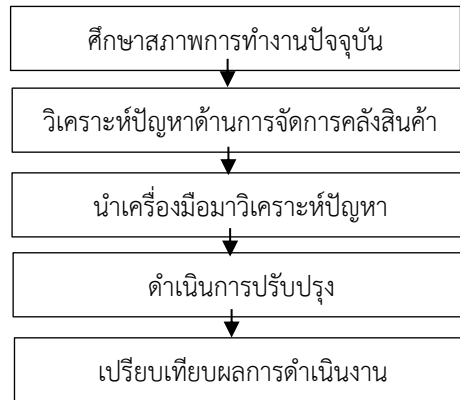 ศึกษาสภาพการทำงานปัจจุบัน
วิเคราะห์ปัญหาด้านการจัดการคลังสินค้า
นำเครื่องมือมาวิเคราะห์ปัญหา
ดำเนินการปรับปรุง
เปรียบเทียบผลการดำเนินงาน